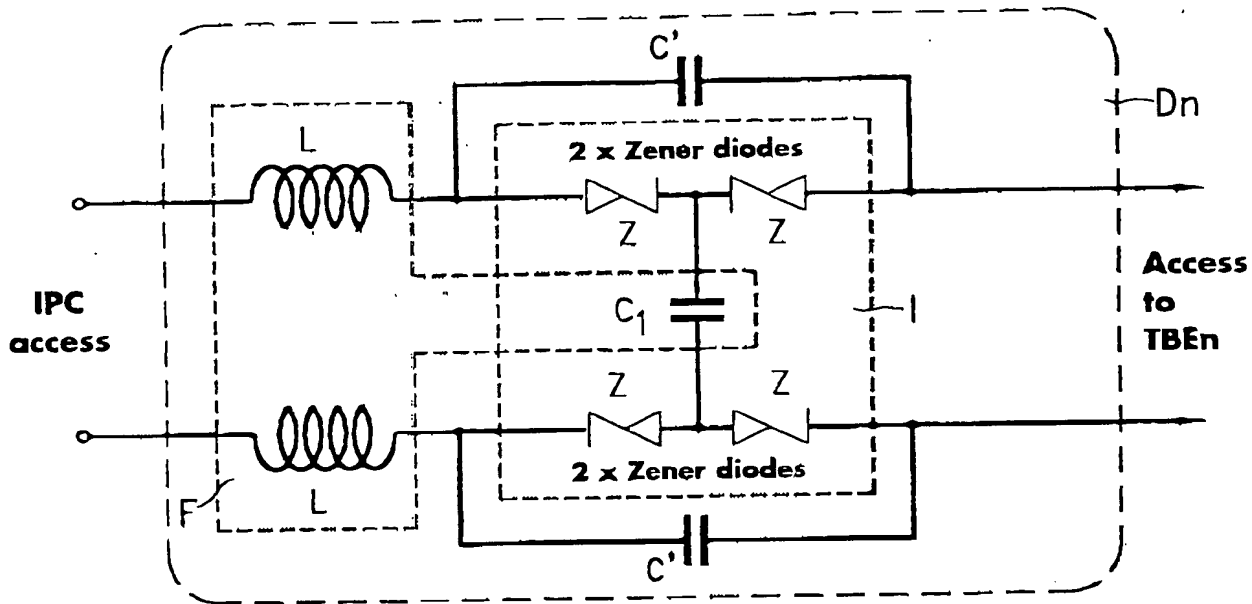 C'
Dn
L
2 x Zener diodes
Z
Z
IPC
access
C1
I
Access
to
TBEn
Z
Z
2 x Zener diodes
F
L
C'